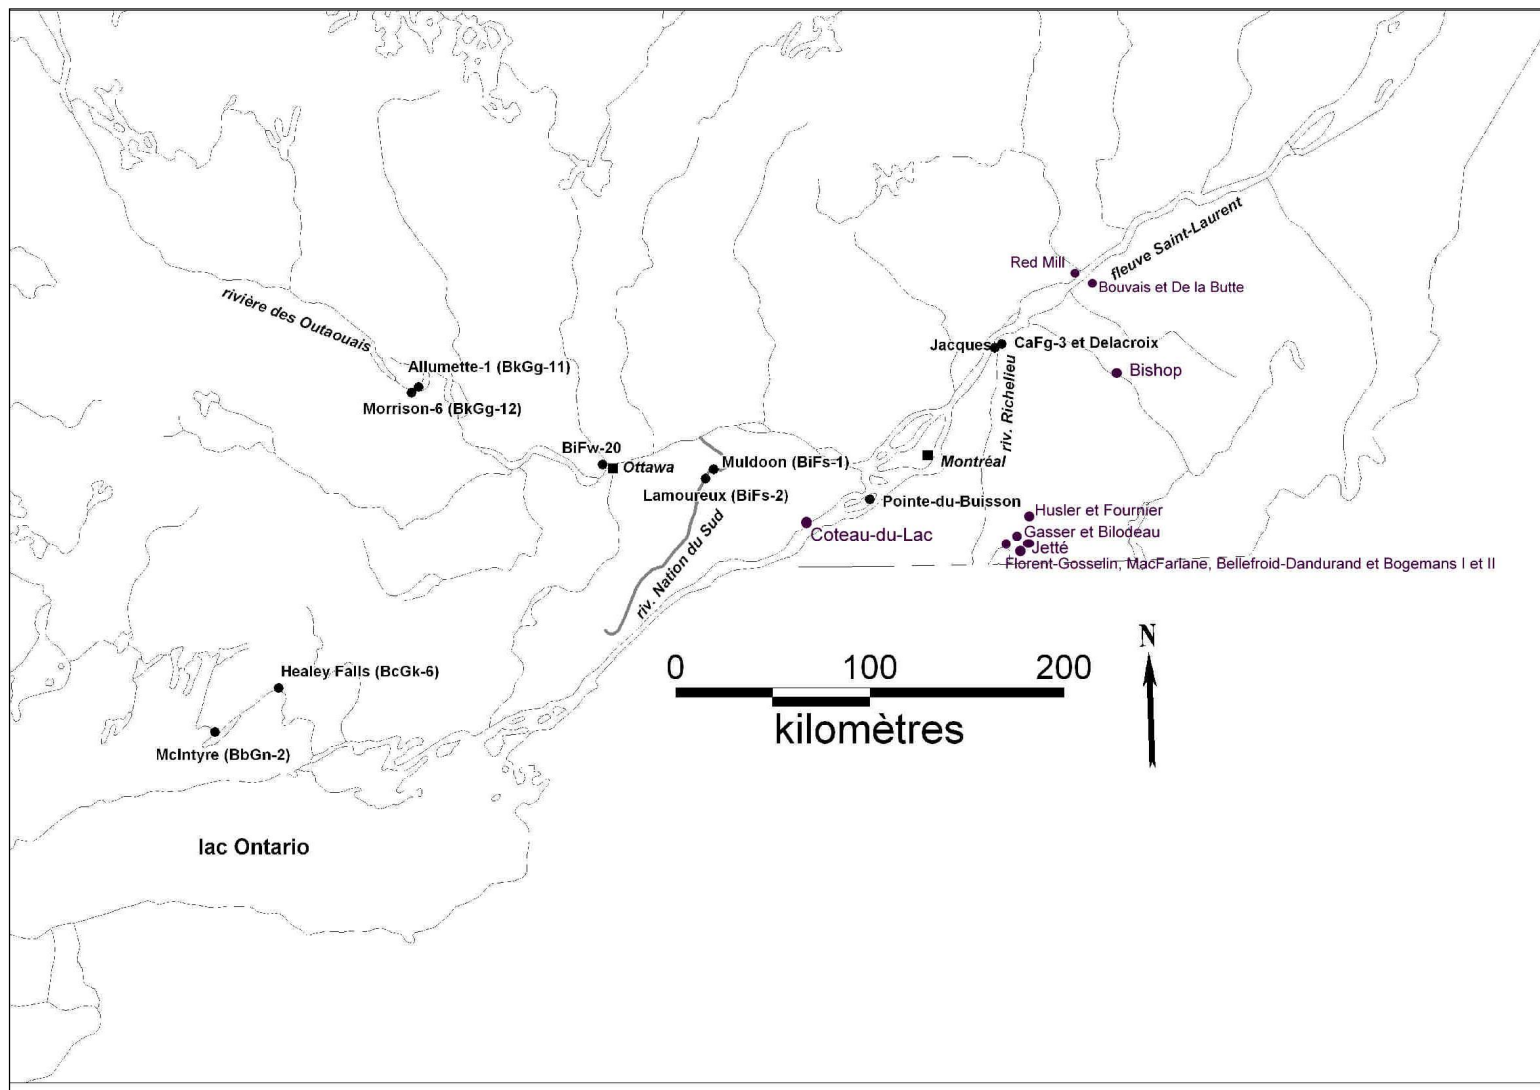 fleuve Saint-Laurent
Red Mill
Bouvais et De la Butte
rivière des Outaouais
Jacques
CaFg-3 et Delacroix
Allumette-1 (BkGg-11)
Bishop
Morrison-6 (BkGg-12)
riv. Richelieu
BiFw-20
Ottawa
Muldoon (BiFs-1)
Montréal
Lamoureux (BiFs-2)
Pointe-du-Buisson
Husler et Fournier
Coteau-du-Lac
Gasser et Bilodeau
Jetté
Florent-Gosselin, MacFarlane, Bellefroid-Dandurand et Bogemans I et II
riv. Nation du Sud
N
Healey Falls (BcGk-6)
0 100 200
kilomètres
McIntyre (BbGn-2)
lac Ontario